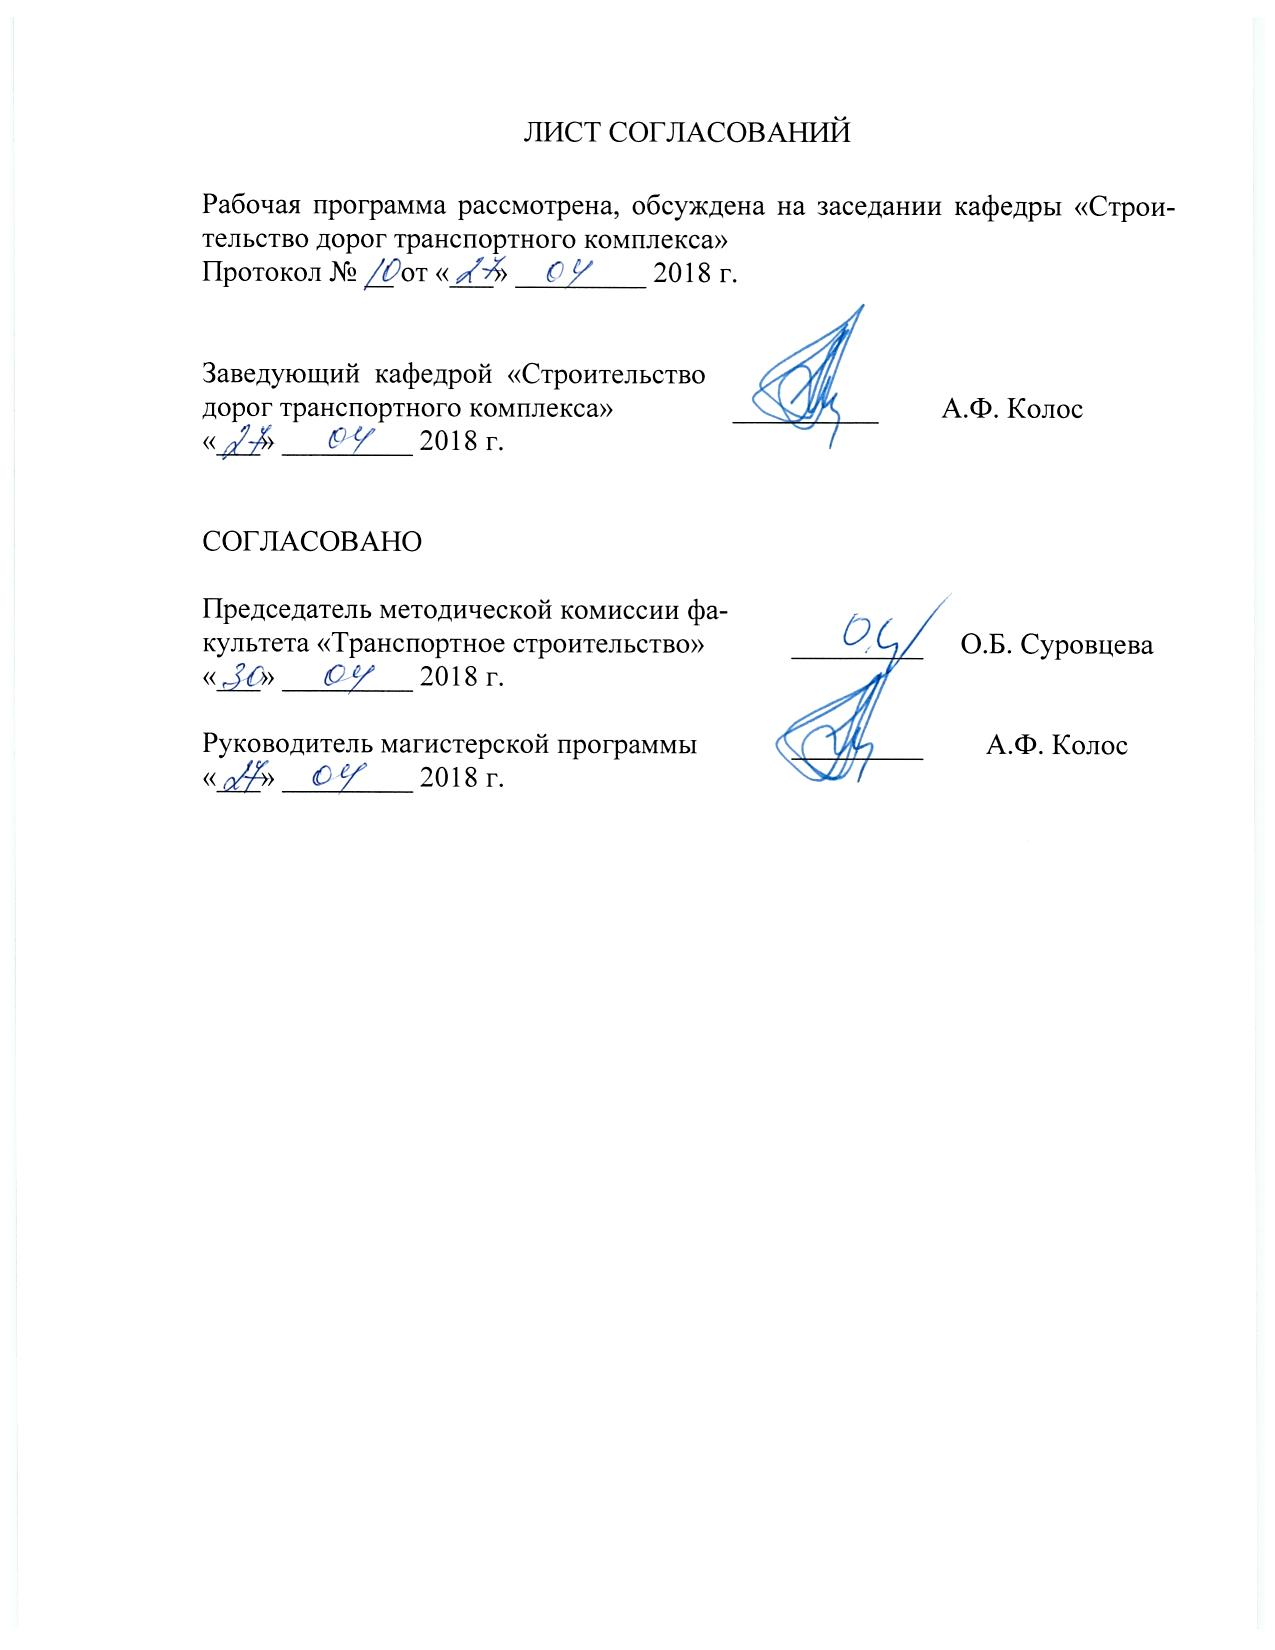 ЛИСТ СОГЛАСОВАНИЙ
Рабочая программа рассмотрена, обсуждена на заседании кафедры «Строи-
тельство дорог транспортного комплекса»
Протокол № 10 от «27» 04 2018 г.
Заведующий кафедрой «Строительство
дорог транспортного комплекса» А.Ф. Колос
«27» 04 2018 г.
СОГЛАСОВАНО
Председатель методической комиссии фа-
культета «Транспортное строительство» О.Б. Суровцева
«30» 04 2018 г.
Руководитель магистерской программы А.Ф. Колос
«27» 04 2018 г.